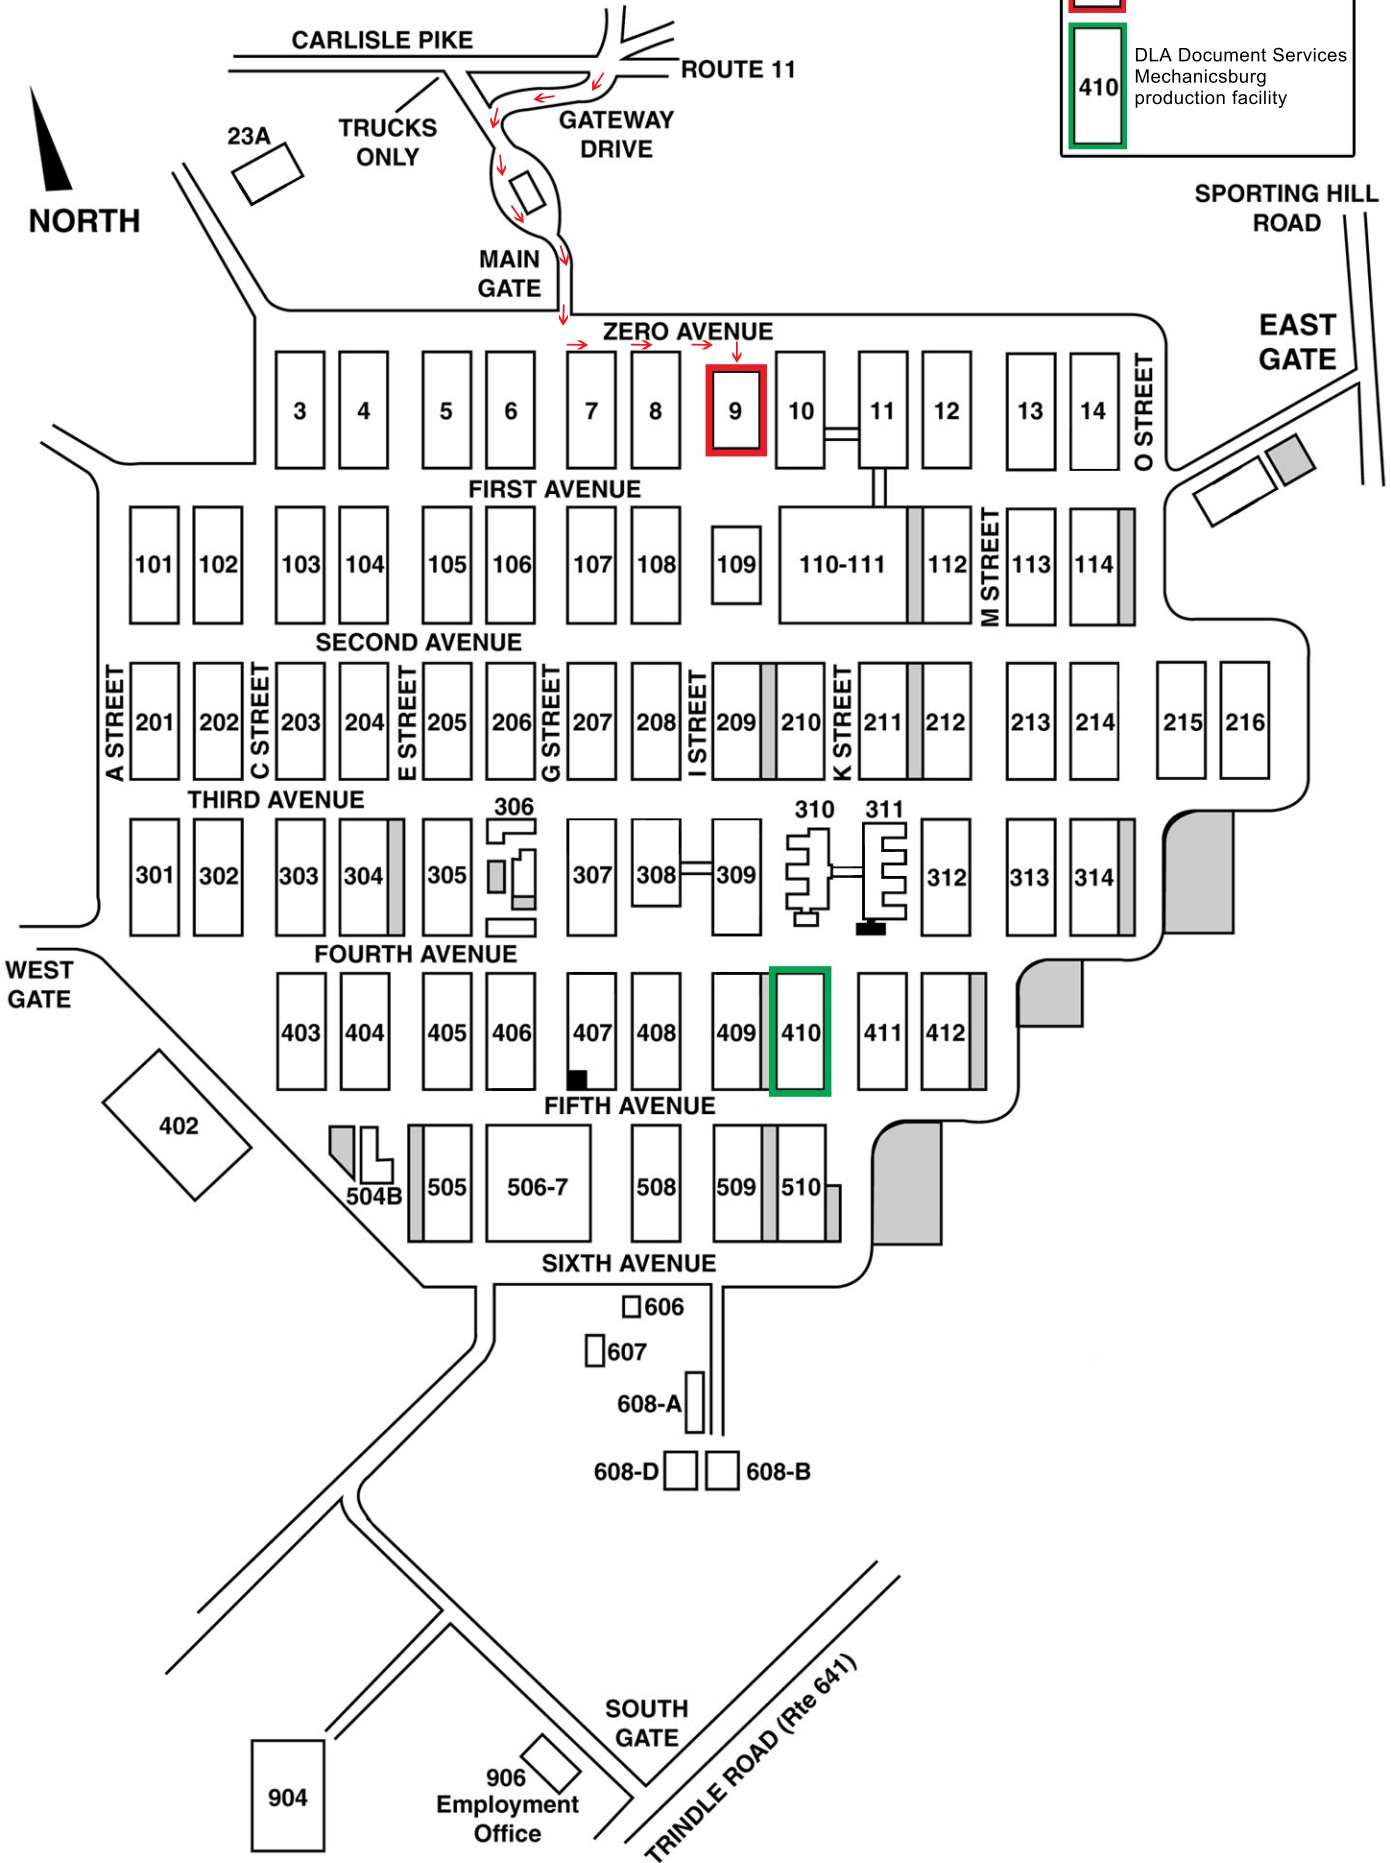 CARLISLE PIKE
ROUTE 11
410
DLA Document Services
Mechanicsburg
production facility
TRUCKS
ONLY
GATEWAY
DRIVE
23A
NORTH
SPORTING HILL
ROAD
MAIN
GATE
EAST
GATE
ZERO AVENUE
3 4 5 6 7 8 9 10 11 12 13 14
O STREET
FIRST AVENUE
101 102 103 104 105 106 107 108 109 110-111 112 113 114
M STREET
SECOND AVENUE
A STREET
C STREET
E STREET
G STREET
I STREET
K STREET
201 202 203 204 205 206 207 208 209 210 211 212 213 214 215 216
THIRD AVENUE
306
310
311
301 302 303 304 305 307 308 309 312 313 314
FOURTH AVENUE
WEST
GATE
403 404 405 406 407 408 409 410 411 412
FIFTH AVENUE
402
504B
505 506-7 508 509 510
SIXTH AVENUE
606
607
608-A
608-D
608-B
SOUTH
GATE
TRINDLE ROAD (Rte 641)
904
906
Employment
Office